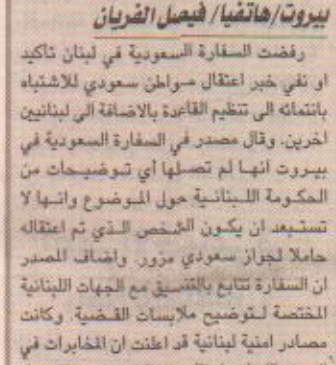 بيروت/هاتفيا/ فيصل الفريان
رفضت السفارة السعودية في لبنان تأكيد
او نفي خبر اعتقال مواطن سعودي للاشتباه
بانتمائه الى تنظيم القاعدة بالاضافة الى لبنانيين
اخرين. وقال مصدر في السفارة السعودية في
بيروت انها لم تصلها أي توضيحات من
الحكومة اللبنانية حول الموضوع وانها لا
تستبعد ان يكون الشخص الذي تم اعتقاله
حاملا لجواز سعودي مزور. واضاف المصدر
ان السفارة تتابع بالتنسيق مع الجهات اللبنانية
المختصة لتوضيح ملابسات القضية. وكانت
مصادر امنية لبنانية قد اعلنت ان المخابرات في